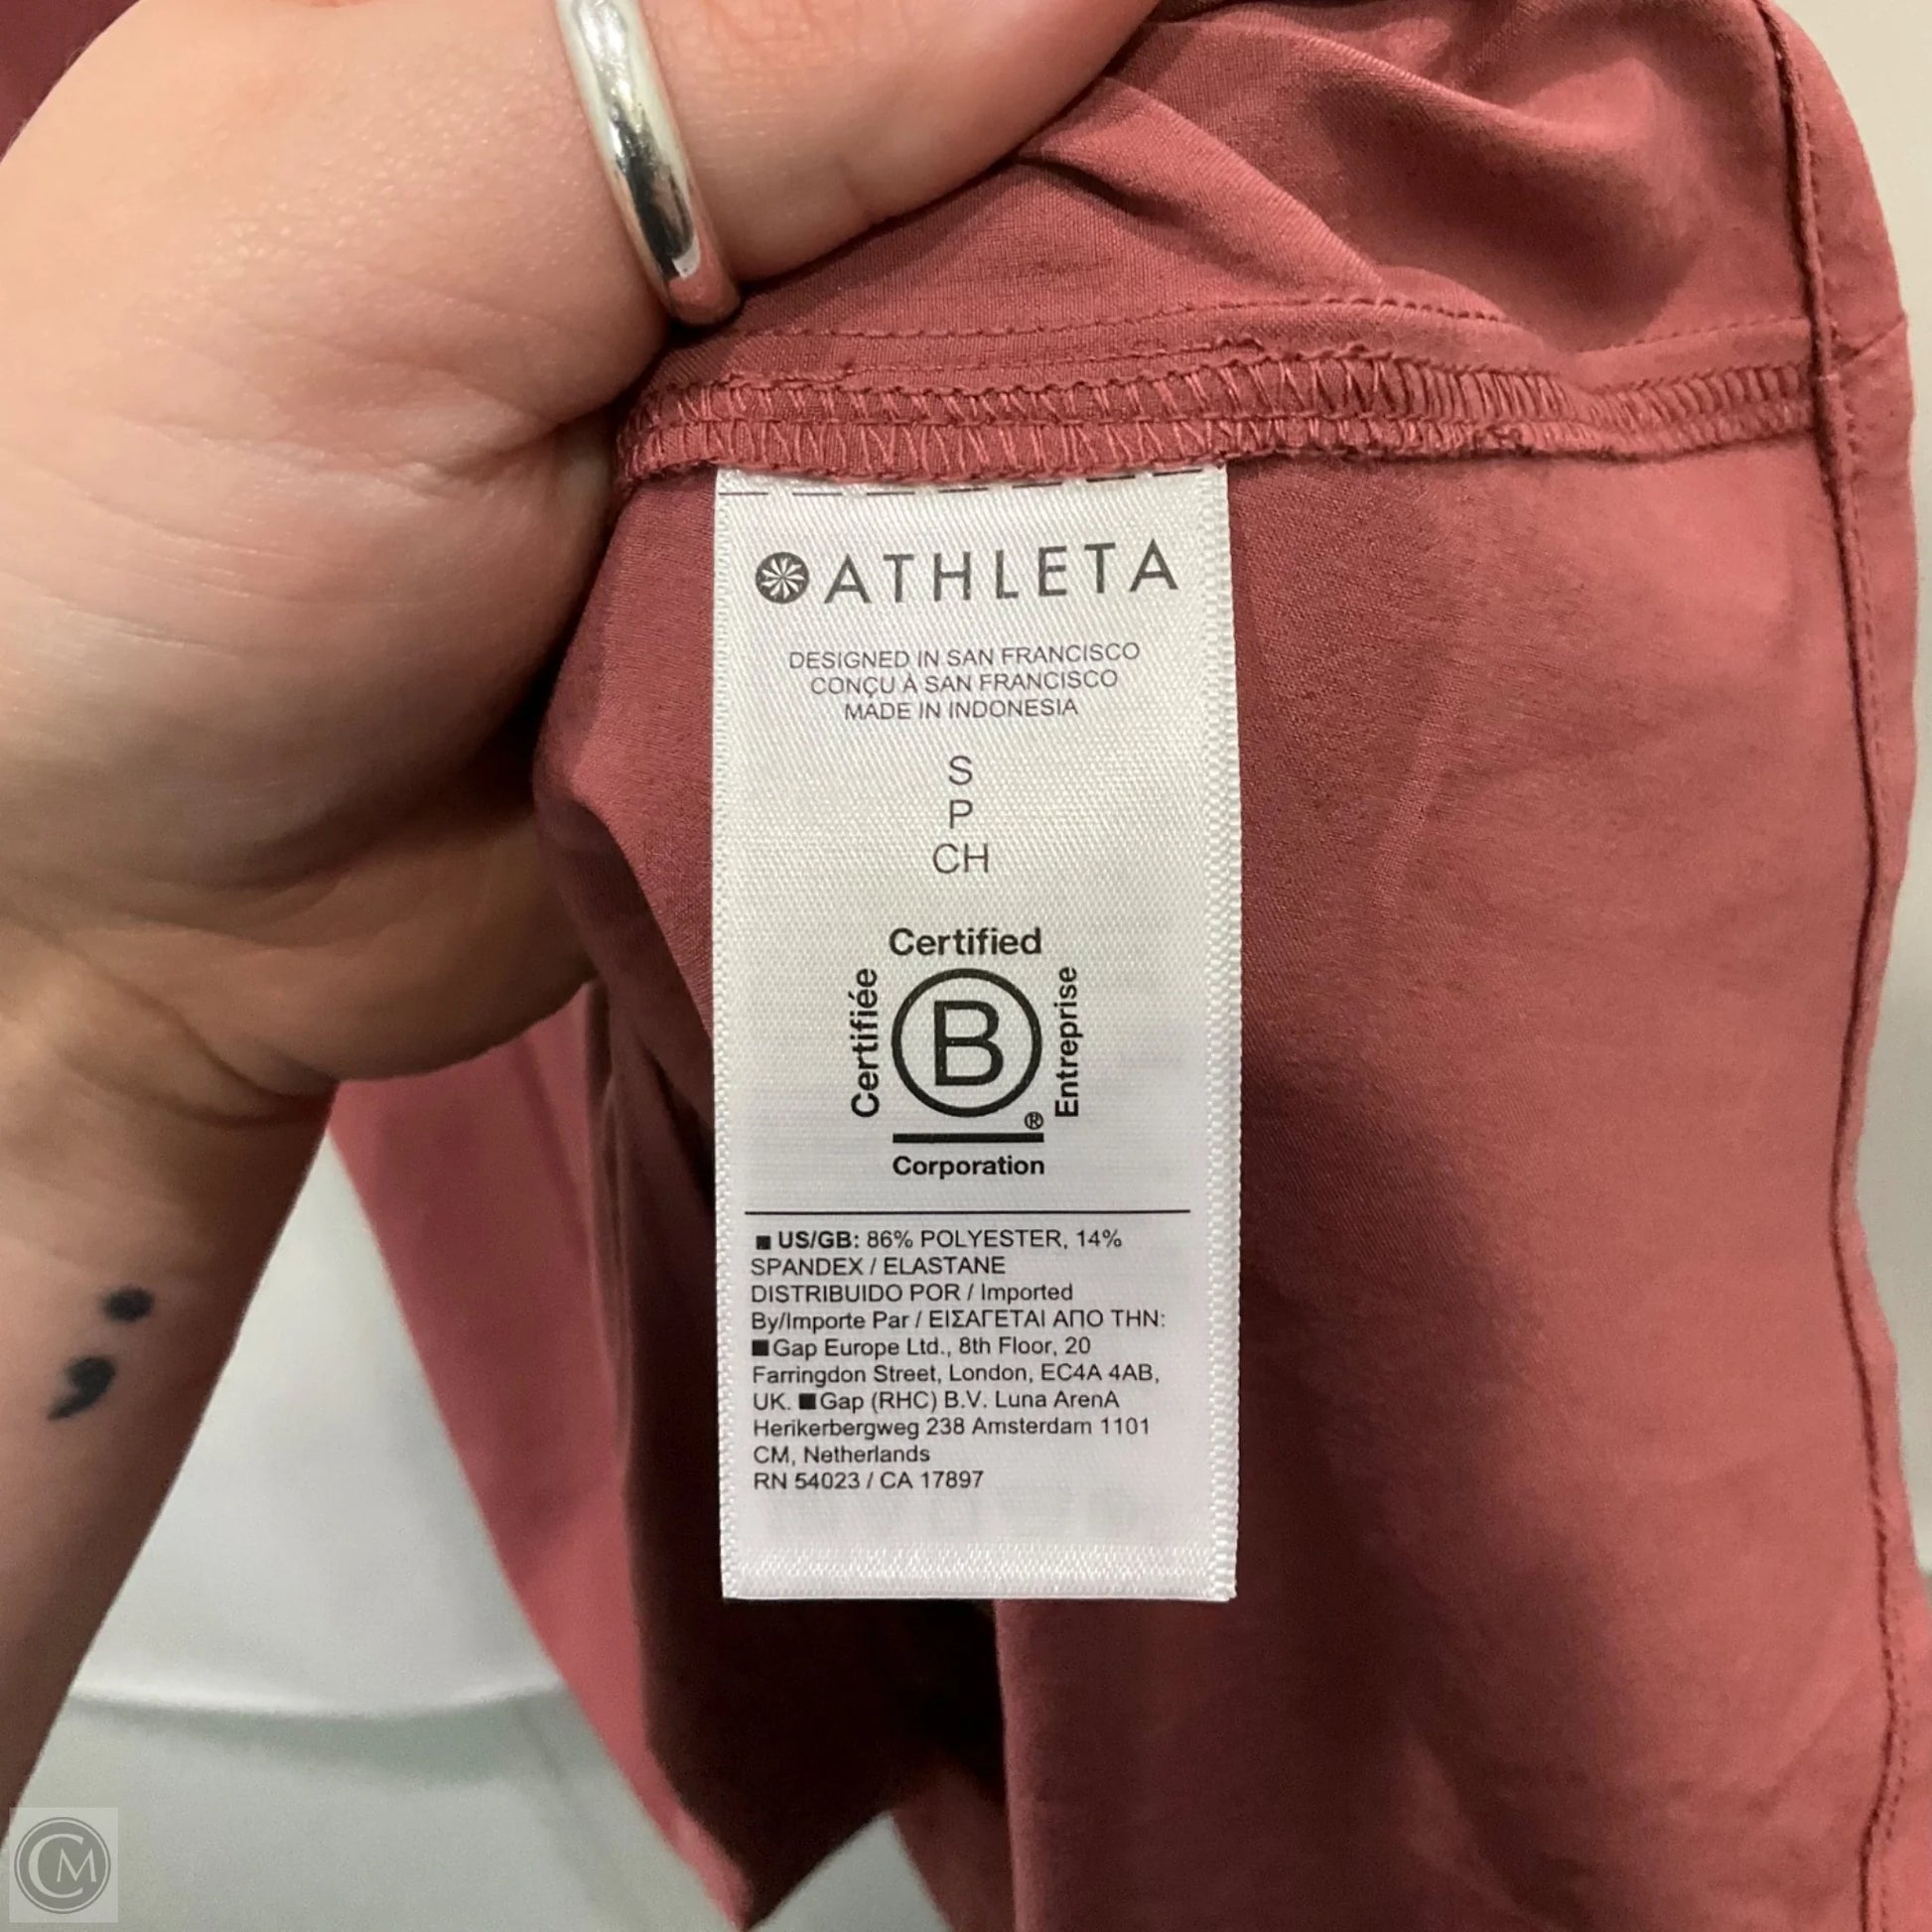 ATHLETA
DESIGNED IN SAN FRANCISCO
CONÇU À SAN FRANCISCO
MADE IN INDONESIA
S
P
CH
Certified
Certifiée
B
Entreprise
®
Corporation
■ US/GB: 86% POLYESTER, 14%
SPANDEX / ELASTANE
DISTRIBUIDO POR / Imported
By/Importe Par / ΕΙΣΑΓΕΤΑΙ ΑΠΟ ΤΗΝ:
■ Gap Europe Ltd., 8th Floor, 20
Farringdon Street, London, EC4A 4AB,
UK. ■ Gap (RHC) B.V. Luna ArenA
Herikerbergweg 238 Amsterdam 1101
CM, Netherlands
RN 54023 / CA 17897
CM